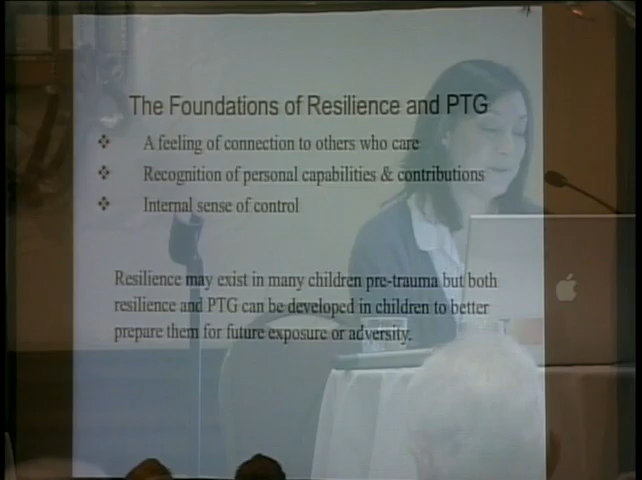 The Foundations of Resilience and PTG
A feeling of connection to others who care
Recognition of personal capabilities & contributions
Internal sense of control
Resilience may exist in many children pre-trauma but both
resilience and PTG can be developed in children to better
prepare them for future exposure or adversity.